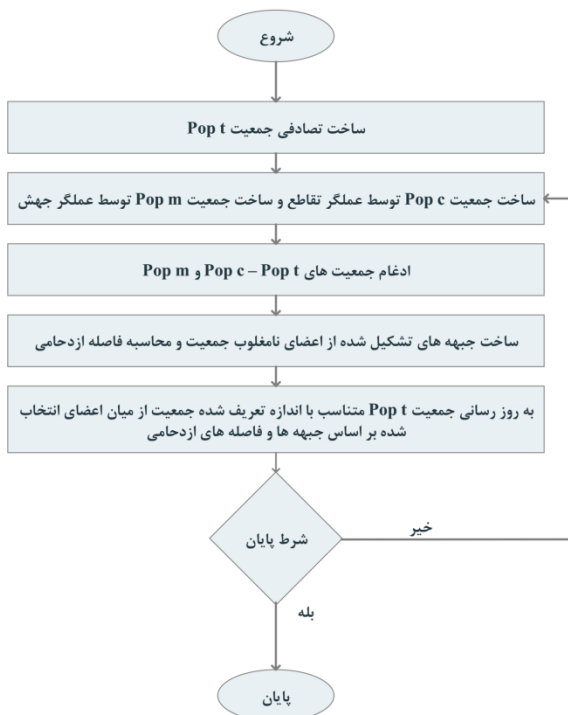 شروع
ساخت تصادفی جمعیت Pop t
ساخت جمعیت Pop c توسط عملگر تقاطع و ساخت جمعیت Pop m توسط عملگر جهش
ادغام جمعیت های Pop c – Pop t و Pop m
ساخت جبهه های تشکیل شده از اعضای نامغلوب جمعیت و محاسبه فاصله ازدحامی
به روز رسانی جمعیت Pop t متناسب با اندازه تعریف شده جمعیت از میان اعضای انتخاب
شده بر اساس جبهه ها و فاصله های ازدحامی
شرط پایان
خیر
بله
پایان